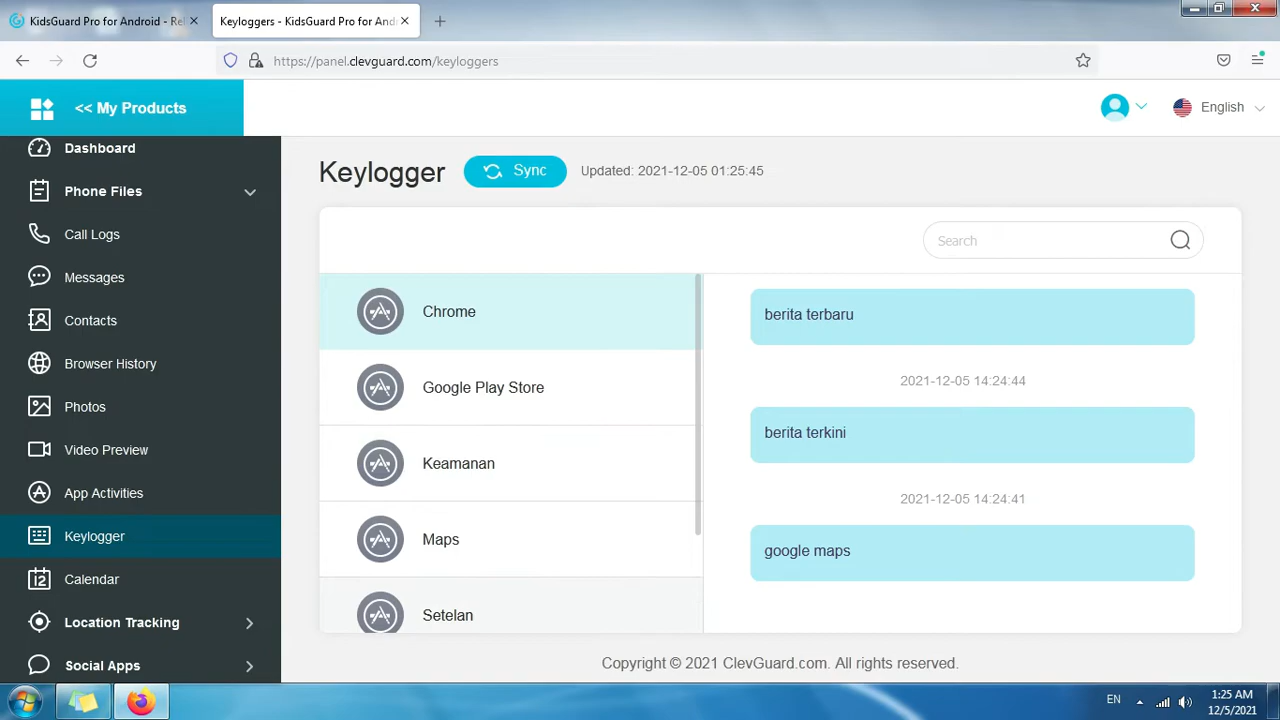 KidsGuard Pro for Android - Re
Keyloggers - KidsGuard Pro for And
https://panel.clevguard.com/keyloggers
<< My Products
English
Dashboard
Phone Files
Call Logs
Messages
Contacts
Browser History
Photos
Video Preview
App Activities
Keylogger
Calendar
Location Tracking
Social Apps
Keylogger
Sync
Updated: 2021-12-05 01:25:45
Search
Chrome
Google Play Store
Keamanan
Maps
Setelan
berita terbaru
2021-12-05 14:24:44
berita terkini
2021-12-05 14:24:41
google maps
Copyright © 2021 ClevGuard.com. All rights reserved.
EN
1:25 AM
12/5/2021